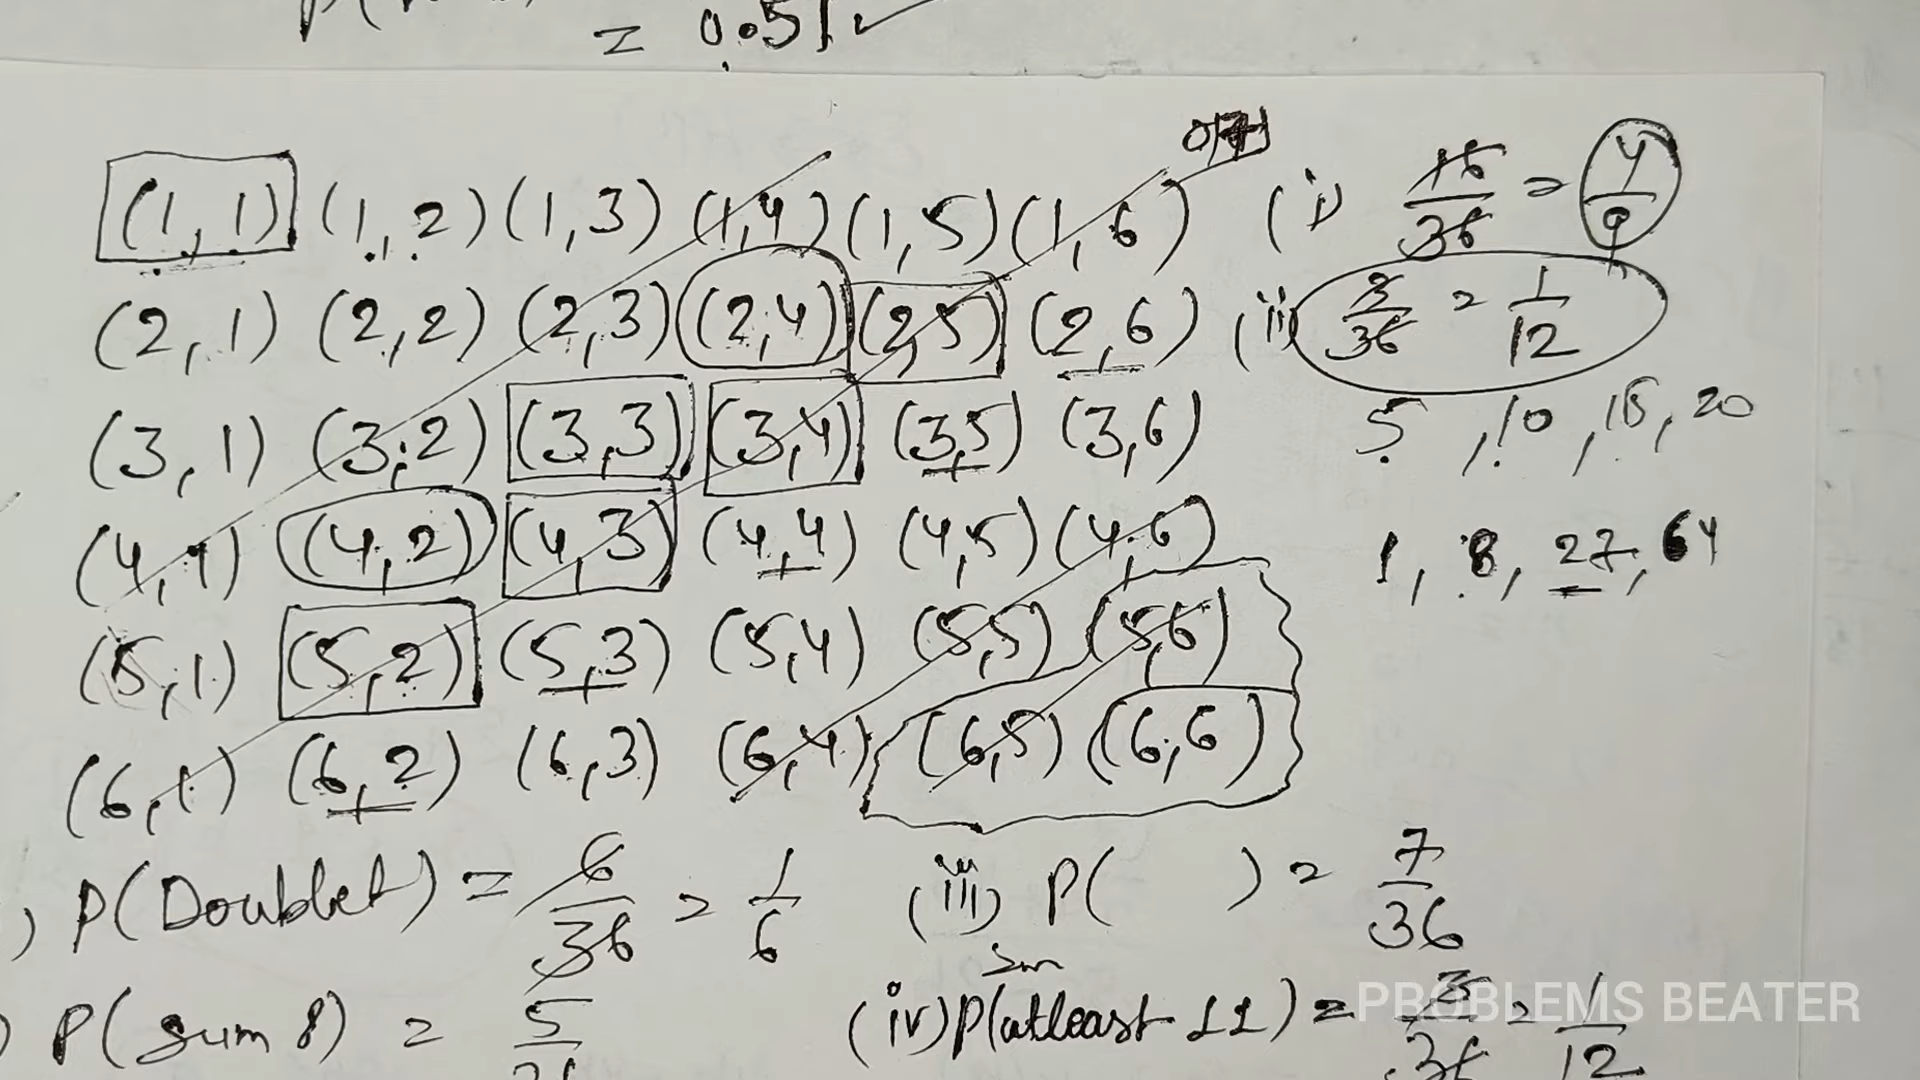 = 0.51
(1,1) (1,2) (1,3) (1,4) (1,5) (1,6) (i) 16/36 = 4/9
(2,1) (2,2) (2,3) (2,4) (2,5) (2,6) (ii) 3/36 = 1/12
(3,1) (3,2) (3,3) (3,4) (3,5) (3,6) 5, 10, 15, 20
(4,1) (4,2) (4,3) (4,4) (4,5) (4,6) 1, 8, 27, 64
(5,1) (5,2) (5,3) (5,4) (5,5) (5,6)
(6,1) (6,2) (6,3) (6,4) (6,5) (6,6)
) P(Doublet) = 6/36 = 1/6 (iii) P( ) = 7/36
) P(sum 8) = 5/36 (iv) P(atleast 11) = 3/36 = 1/12
PROBLEMS BEATER